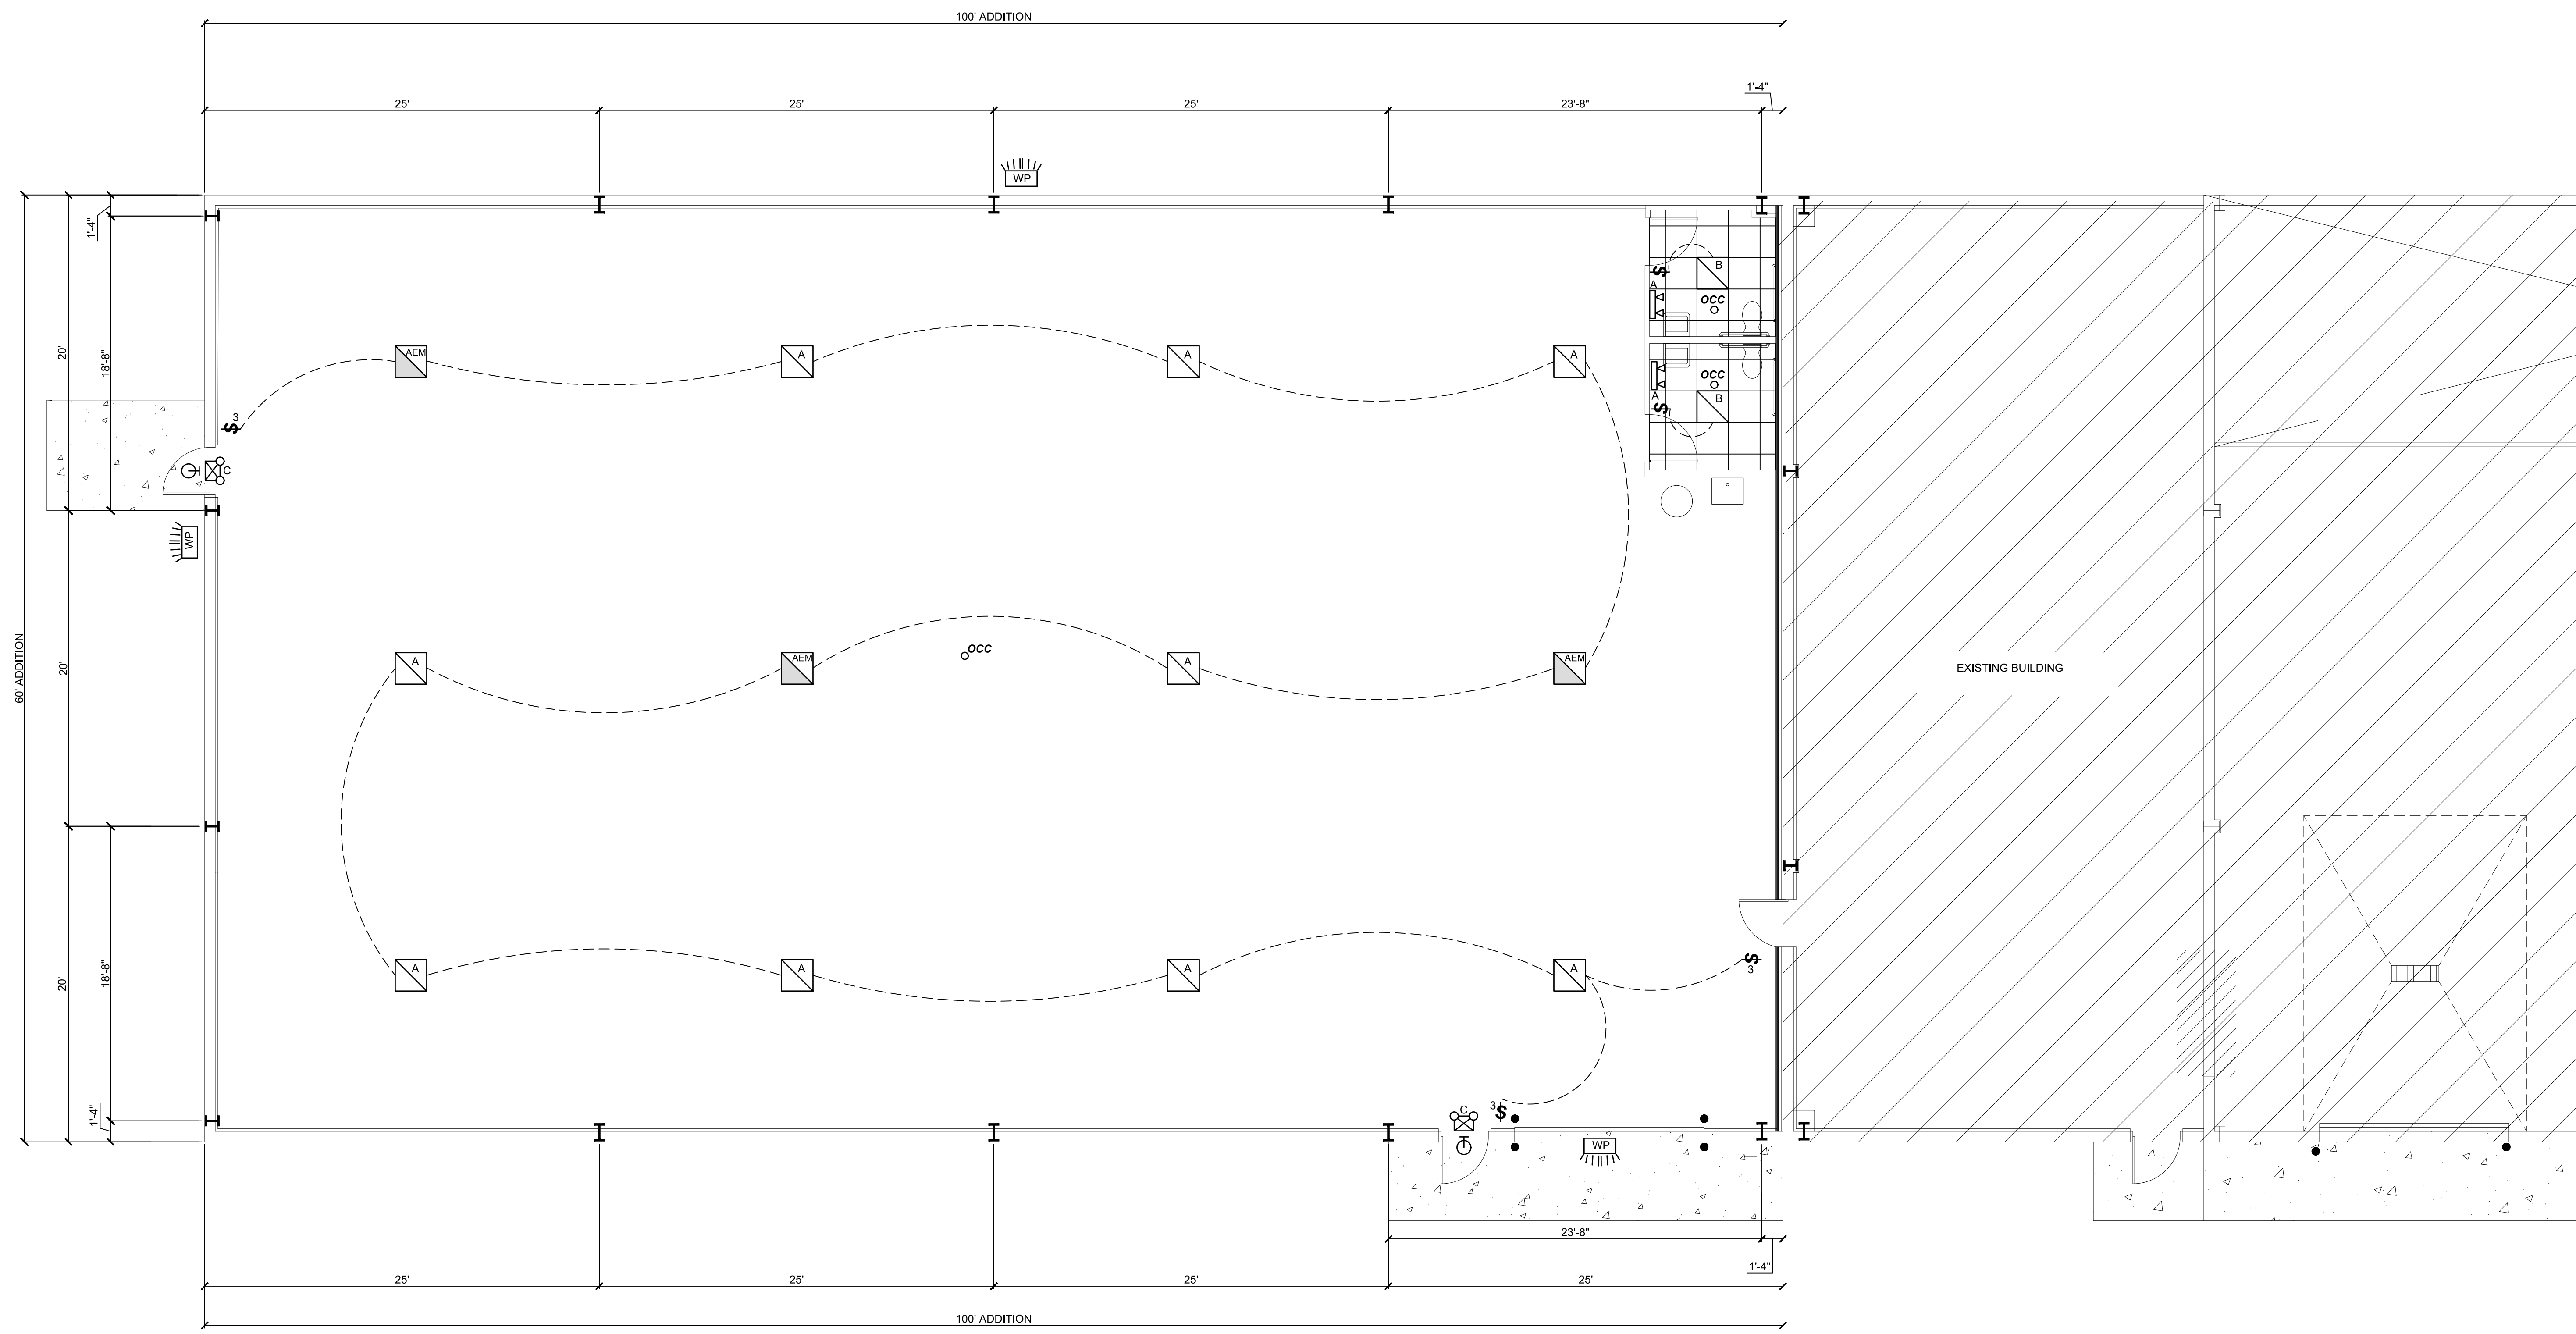 100' ADDITION
1'-4"
25'
25'
25'
23'-8"
WP
1'-4"
20'
18'-8"
B
$
A
OCC
AEM
A
A
A
OCC
B
A
$
3
$
C
WP
60' ADDITION
20'
A
AEM
OCC
A
AEM
EXISTING BUILDING
20'
18'-8"
A
A
A
A
$
3
1'-4"
C
3
$
WP
23'-8"
1'-4"
25'
25'
25'
25'
100' ADDITION